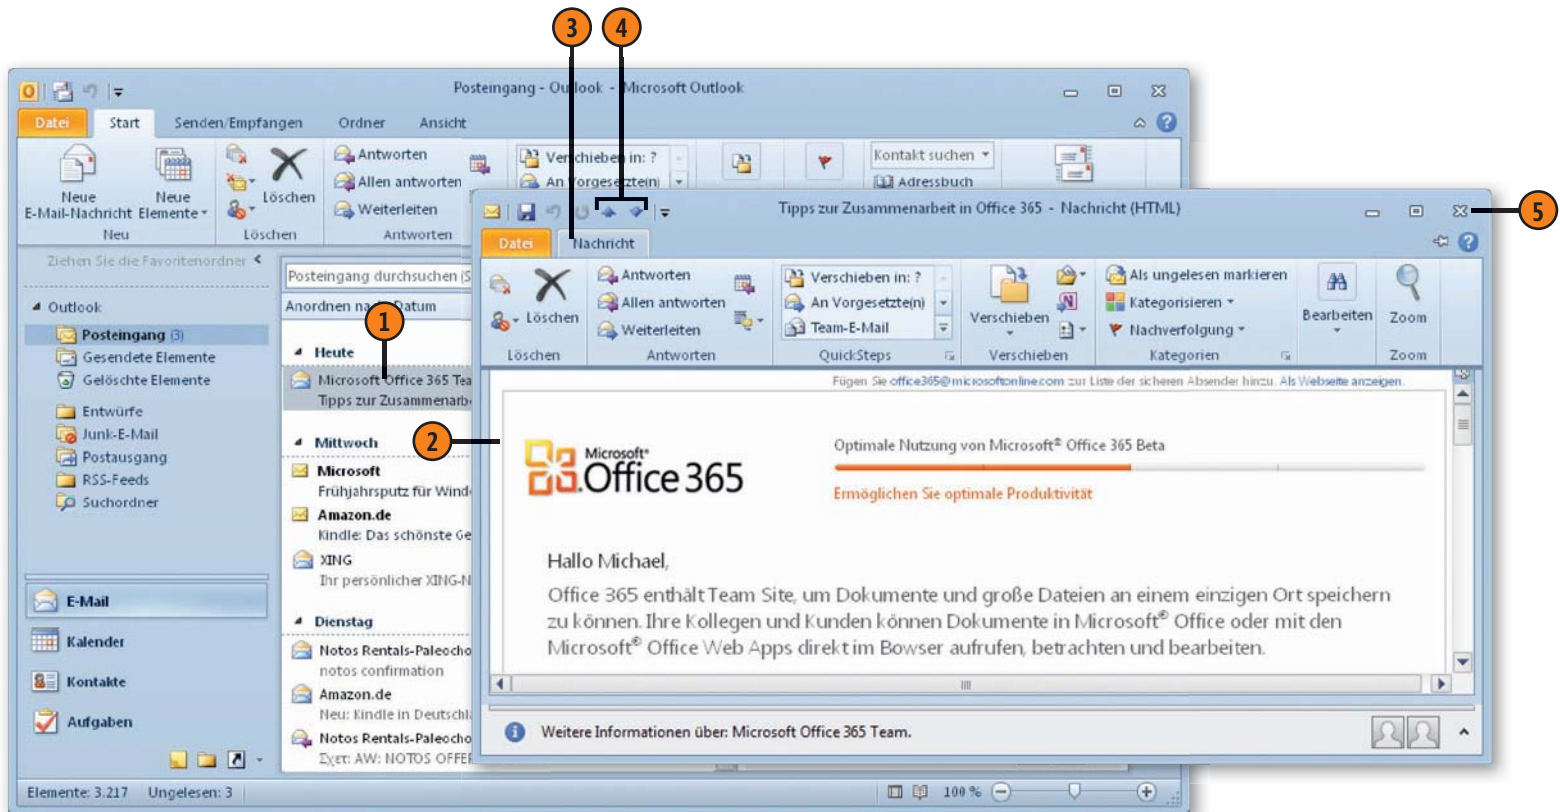 3 4
Posteingang - Outlook - Microsoft Outlook
Datei Start Senden/Empfangen Ordner Ansicht
Neue E-Mail-Nachricht
Neue Elemente
Neu
Löschen
Löschen
Antworten
Allen antworten
Weiterleiten
Antworten
Verschieben in: ?
An Vorgesetzte(n)
Kontakt suchen
Adressbuch
Ziehen Sie die Favoritenordner
Outlook
Posteingang (3)
Gesendete Elemente
Gelöschte Elemente
Entwürfe
Junk-E-Mail
Postausgang
RSS-Feeds
Suchordner
E-Mail
Kalender
Kontakte
Aufgaben
Posteingang durchsuchen (S
Anordnen nach Datum
1
Heute
Microsoft Office 365 Tea
Tipps zur Zusammenarb
2
Mittwoch
Microsoft
Frühjahrsputz für Wind
Amazon.de
Kindle: Das schönste Ge
XING
Ihr persönlicher XING-N
Dienstag
Notos Rentals-Paleocho
notos confirmation
Amazon.de
Neu: Kindle in Deutschl
Notos Rentals-Paleocho
Σχετ: AW: NOTOS OFFE
Elemente: 3.217 Ungelesen: 3
100 %
Tipps zur Zusammenarbeit in Office 365 - Nachricht (HTML)
5
Datei Nachricht
Löschen
Löschen
Antworten
Allen antworten
Weiterleiten
Antworten
Verschieben in: ?
An Vorgesetzte(n)
Team-E-Mail
QuickSteps
Verschieben
Verschieben
Als ungelesen markieren
Kategorisieren
Nachverfolgung
Kategorien
Bearbeiten
Zoom
Zoom
Fügen Sie office365@microsoftonline.com zur Liste der sicheren Absender hinzu. Als Webseite anzeigen.
Microsoft®
Office 365
Optimale Nutzung von Microsoft® Office 365 Beta
Ermöglichen Sie optimale Produktivität
Hallo Michael,
Office 365 enthält Team Site, um Dokumente und große Dateien an einem einzigen Ort speichern
zu können. Ihre Kollegen und Kunden können Dokumente in Microsoft® Office oder mit den
Microsoft® Office Web Apps direkt im Bowser aufrufen, betrachten und bearbeiten.
Weitere Informationen über: Microsoft Office 365 Team.